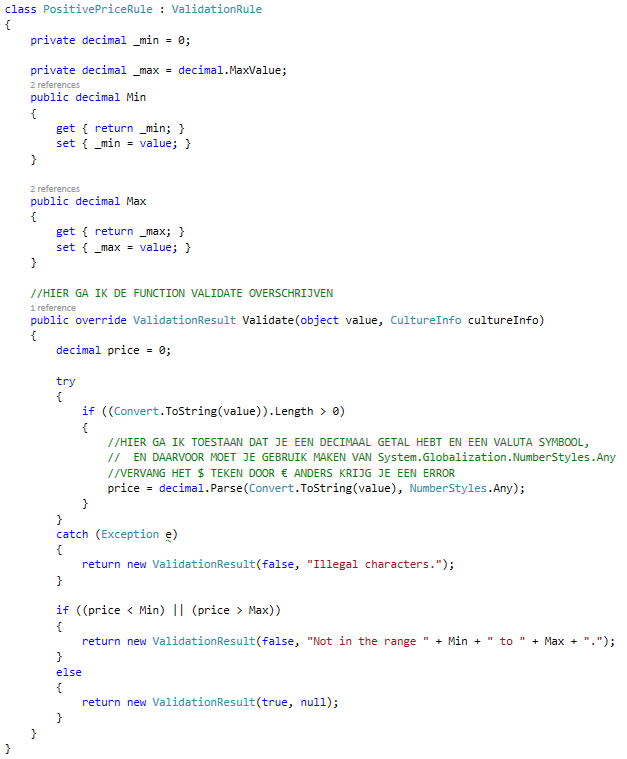 class PositivePriceRule : ValidationRule
{
    private decimal _min = 0;

    private decimal _max = decimal.MaxValue;
    2 references
    public decimal Min
    {
        get { return _min; }
        set { _min = value; }
    }

    2 references
    public decimal Max
    {
        get { return _max; }
        set { _max = value; }
    }

    //HIER GA IK DE FUNCTION VALIDATE OVERSCHRIJVEN
    1 reference
    public override ValidationResult Validate(object value, CultureInfo cultureInfo)
    {
        decimal price = 0;

        try
        {
            if ((Convert.ToString(value)).Length > 0)
            {
                //HIER GA IK TOESTAAN DAT JE EEN DECIMAAL GETAL HEBT EN EEN VALUTA SYMBOOL,
                //  EN DAARVOOR MOET JE GEBRUIK MAKEN VAN System.Globalization.NumberStyles.Any
                //VERVANG HET $ TEKEN DOOR € ANDERS KRIJG JE EEN ERROR
                price = decimal.Parse(Convert.ToString(value), NumberStyles.Any);
            }
        }
        catch (Exception e)
        {
            return new ValidationResult(false, "Illegal characters.");
        }

        if ((price < Min) || (price > Max))
        {
            return new ValidationResult(false, "Not in the range " + Min + " to " + Max + ".");
        }
        else
        {
            return new ValidationResult(true, null);
        }
    }
}